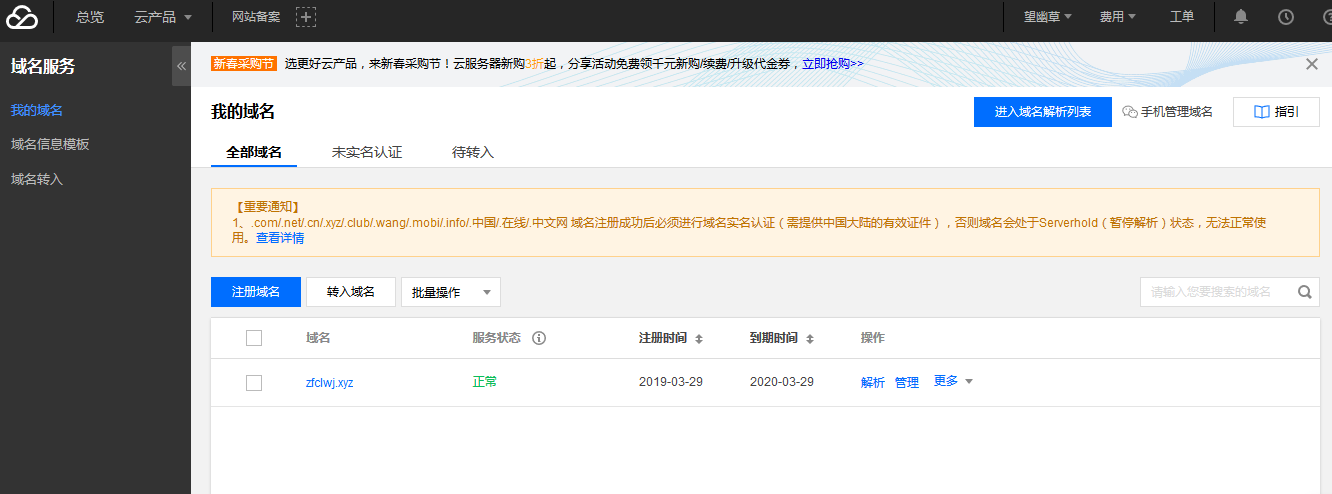 总览 云产品 网站备案 望幽草 费用 工单
域名服务
我的域名
域名信息模板
域名转入
新春采购节 选更好云产品，来新春采购节！云服务器新购3折起，分享活动免费领千元新购/续费/升级代金券，立即抢购>>
我的域名 进入域名解析列表 手机管理域名 指引
全部域名 未实名认证 待转入
【重要通知】
1、.com/.net/.cn/.xyz/.club/.wang/.mobi/.info/.中国/.在线/.中文网 域名注册成功后必须进行域名实名认证（需提供中国大陆的有效证件），否则域名会处于Serverhold（暂停解析）状态，无法正常使
用。查看详情
注册域名 转入域名 批量操作 请输入您要搜索的域名
域名 服务状态 注册时间 到期时间 操作
zfclwj.xyz 正常 2019-03-29 2020-03-29 解析 管理 更多